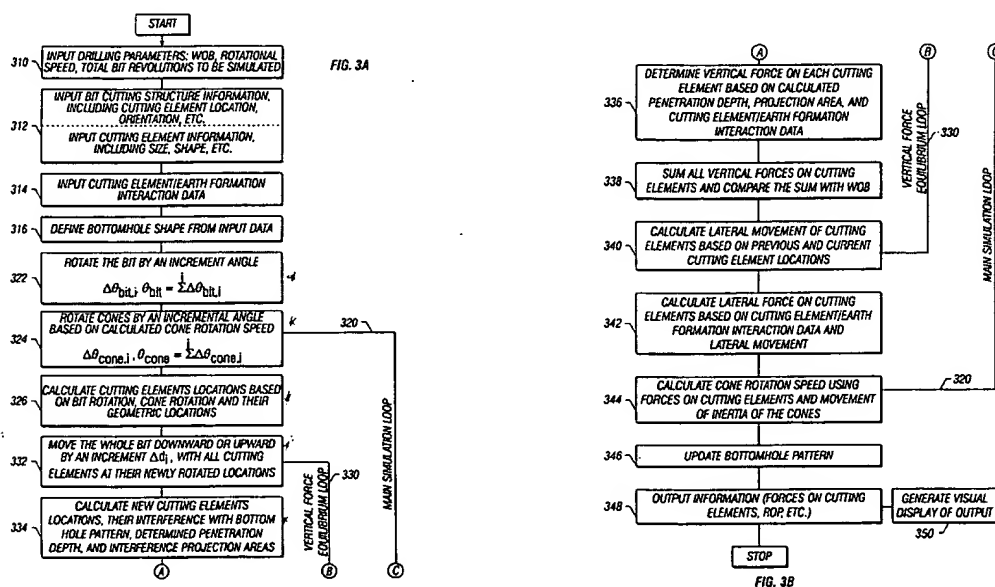 START
310
INPUT DRILLING PARAMETERS: WOB, ROTATIONAL
SPEED, TOTAL BIT REVOLUTIONS TO BE SIMULATED
FIG. 3A
312
INPUT BIT CUTTING STRUCTURE INFORMATION,
INCLUDING CUTTING ELEMENT LOCATION,
ORIENTATION, ETC.
INPUT CUTTING ELEMENT INFORMATION,
INCLUDING SIZE, SHAPE, ETC.
314
INPUT CUTTING ELEMENT/EARTH FORMATION
INTERACTION DATA
316
DEFINE BOTTOMHOLE SHAPE FROM INPUT DATA
322
ROTATE THE BIT BY AN INCREMENT ANGLE
Δθbit,i, θbit = ΣΔθbit,i
324
ROTATE CONES BY AN INCREMENTAL ANGLE
BASED ON CALCULATED CONE ROTATION SPEED
Δθcone,i, θcone = ΣΔθcone,i
320
326
CALCULATE CUTTING ELEMENTS LOCATIONS BASED
ON BIT ROTATION, CONE ROTATION AND THEIR
GEOMETRIC LOCATIONS
332
MOVE THE WHOLE BIT DOWNWARD OR UPWARD
BY AN INCREMENT Δdi, WITH ALL CUTTING
ELEMENTS AT THEIR NEWLY ROTATED LOCATIONS
330
334
CALCULATE NEW CUTTING ELEMENTS
LOCATIONS, THEIR INTERFERENCE WITH BOTTOM
HOLE PATTERN, DETERMINED PENETRATION
DEPTH, AND INTERFERENCE PROJECTION AREAS
VERTICAL FORCE
EQUILIBRIUM LOOP
MAIN SIMULATION LOOP
A
B
C
A
B
C
336
DETERMINE VERTICAL FORCE ON EACH CUTTING
ELEMENT BASED ON CALCULATED
PENETRATION DEPTH, PROJECTION AREA, AND
CUTTING ELEMENT/EARTH FORMATION
INTERACTION DATA
330
VERTICAL FORCE
EQUILIBRIUM LOOP
338
SUM ALL VERTICAL FORCES ON CUTTING
ELEMENTS AND COMPARE THE SUM WITH WOB
340
CALCULATE LATERAL MOVEMENT OF CUTTING
ELEMENTS BASED ON PREVIOUS AND CURRENT
CUTTING ELEMENT LOCATIONS
MAIN SIMULATION LOOP
342
CALCULATE LATERAL FORCE ON CUTTING
ELEMENTS BASED ON CUTTING ELEMENT/EARTH
FORMATION INTERACTION DATA AND
LATERAL MOVEMENT
344
CALCULATE CONE ROTATION SPEED USING
FORCES ON CUTTING ELEMENTS AND MOVEMENT
OF INERTIA OF THE CONES
320
346
UPDATE BOTTOMHOLE PATTERN
348
OUTPUT INFORMATION (FORCES ON CUTTING
ELEMENTS, ROP, ETC.)
GENERATE VISUAL
DISPLAY OF OUTPUT
350
STOP
FIG. 3B